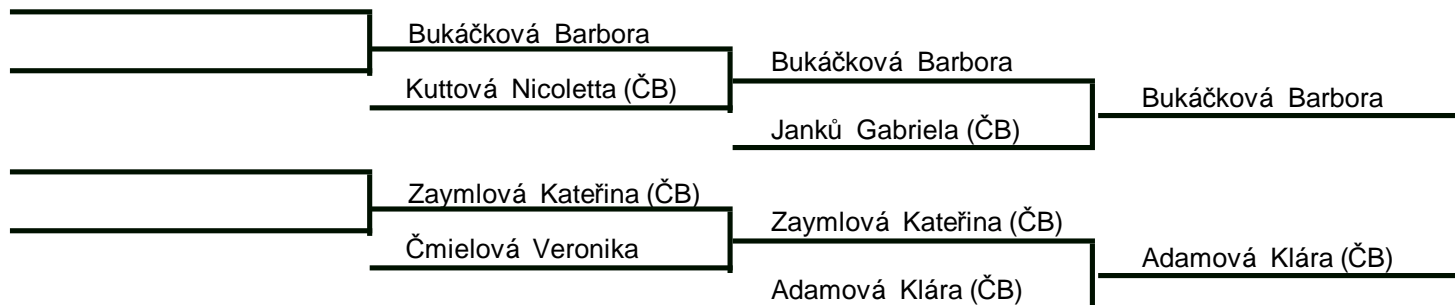 Bukáčková Barbora
Kuttová Nicoletta (ČB)
Bukáčková Barbora
Janků Gabriela (ČB)
Bukáčková Barbora
Zaymlová Kateřina (ČB)
Čmielová Veronika
Zaymlová Kateřina (ČB)
Adamová Klára (ČB)
Adamová Klára (ČB)